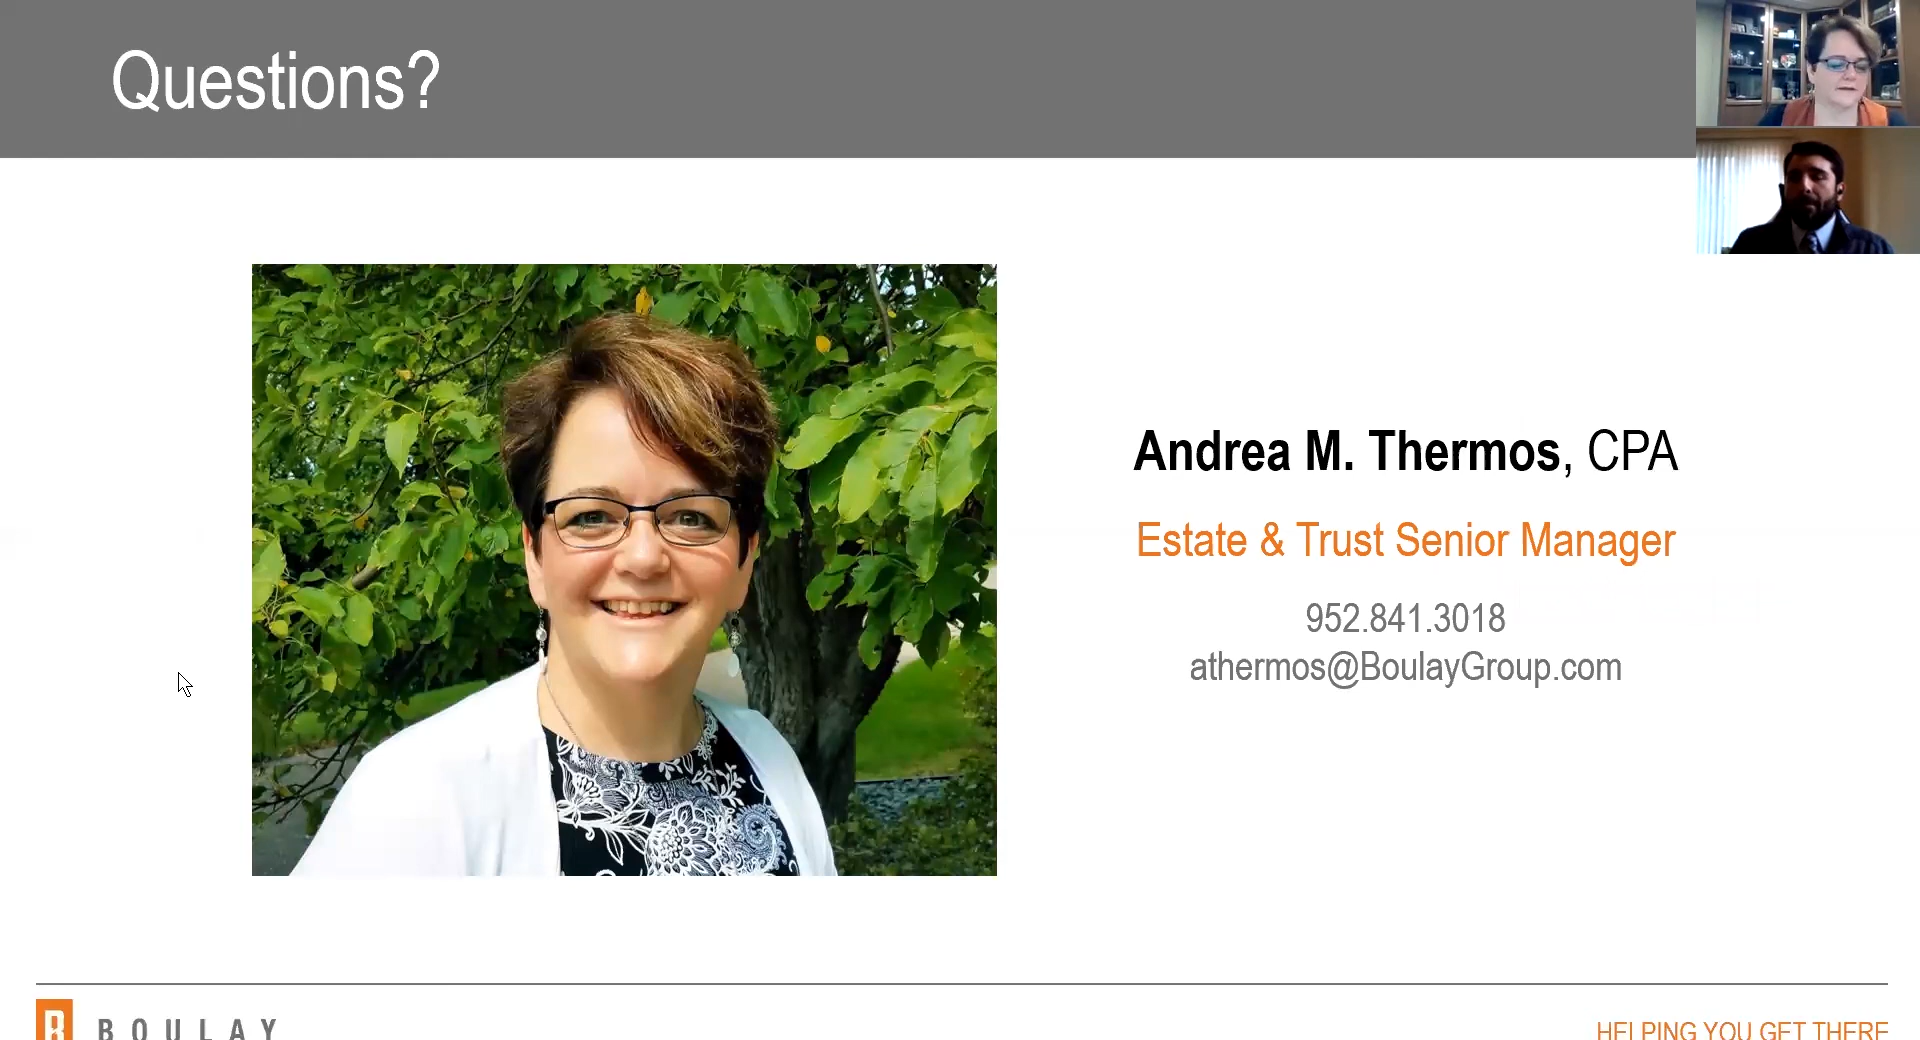 Questions?
Andrea M. Thermos, CPA
Estate & Trust Senior Manager
952.841.3018
athermos@BoulayGroup.com
B BOULAY
HELPING YOU GET THERE